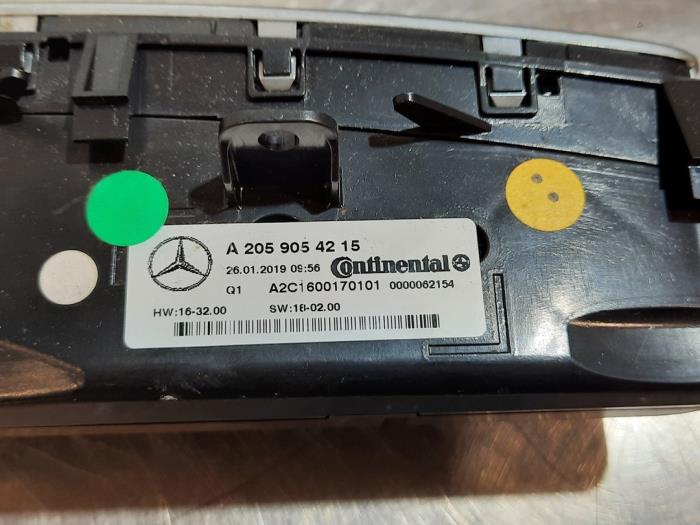 A 205 905 42 15
26.01.2019 09:56 Continental
Q1 A2C1600170101 0000062154
HW:16-32.00 SW:18-02.00